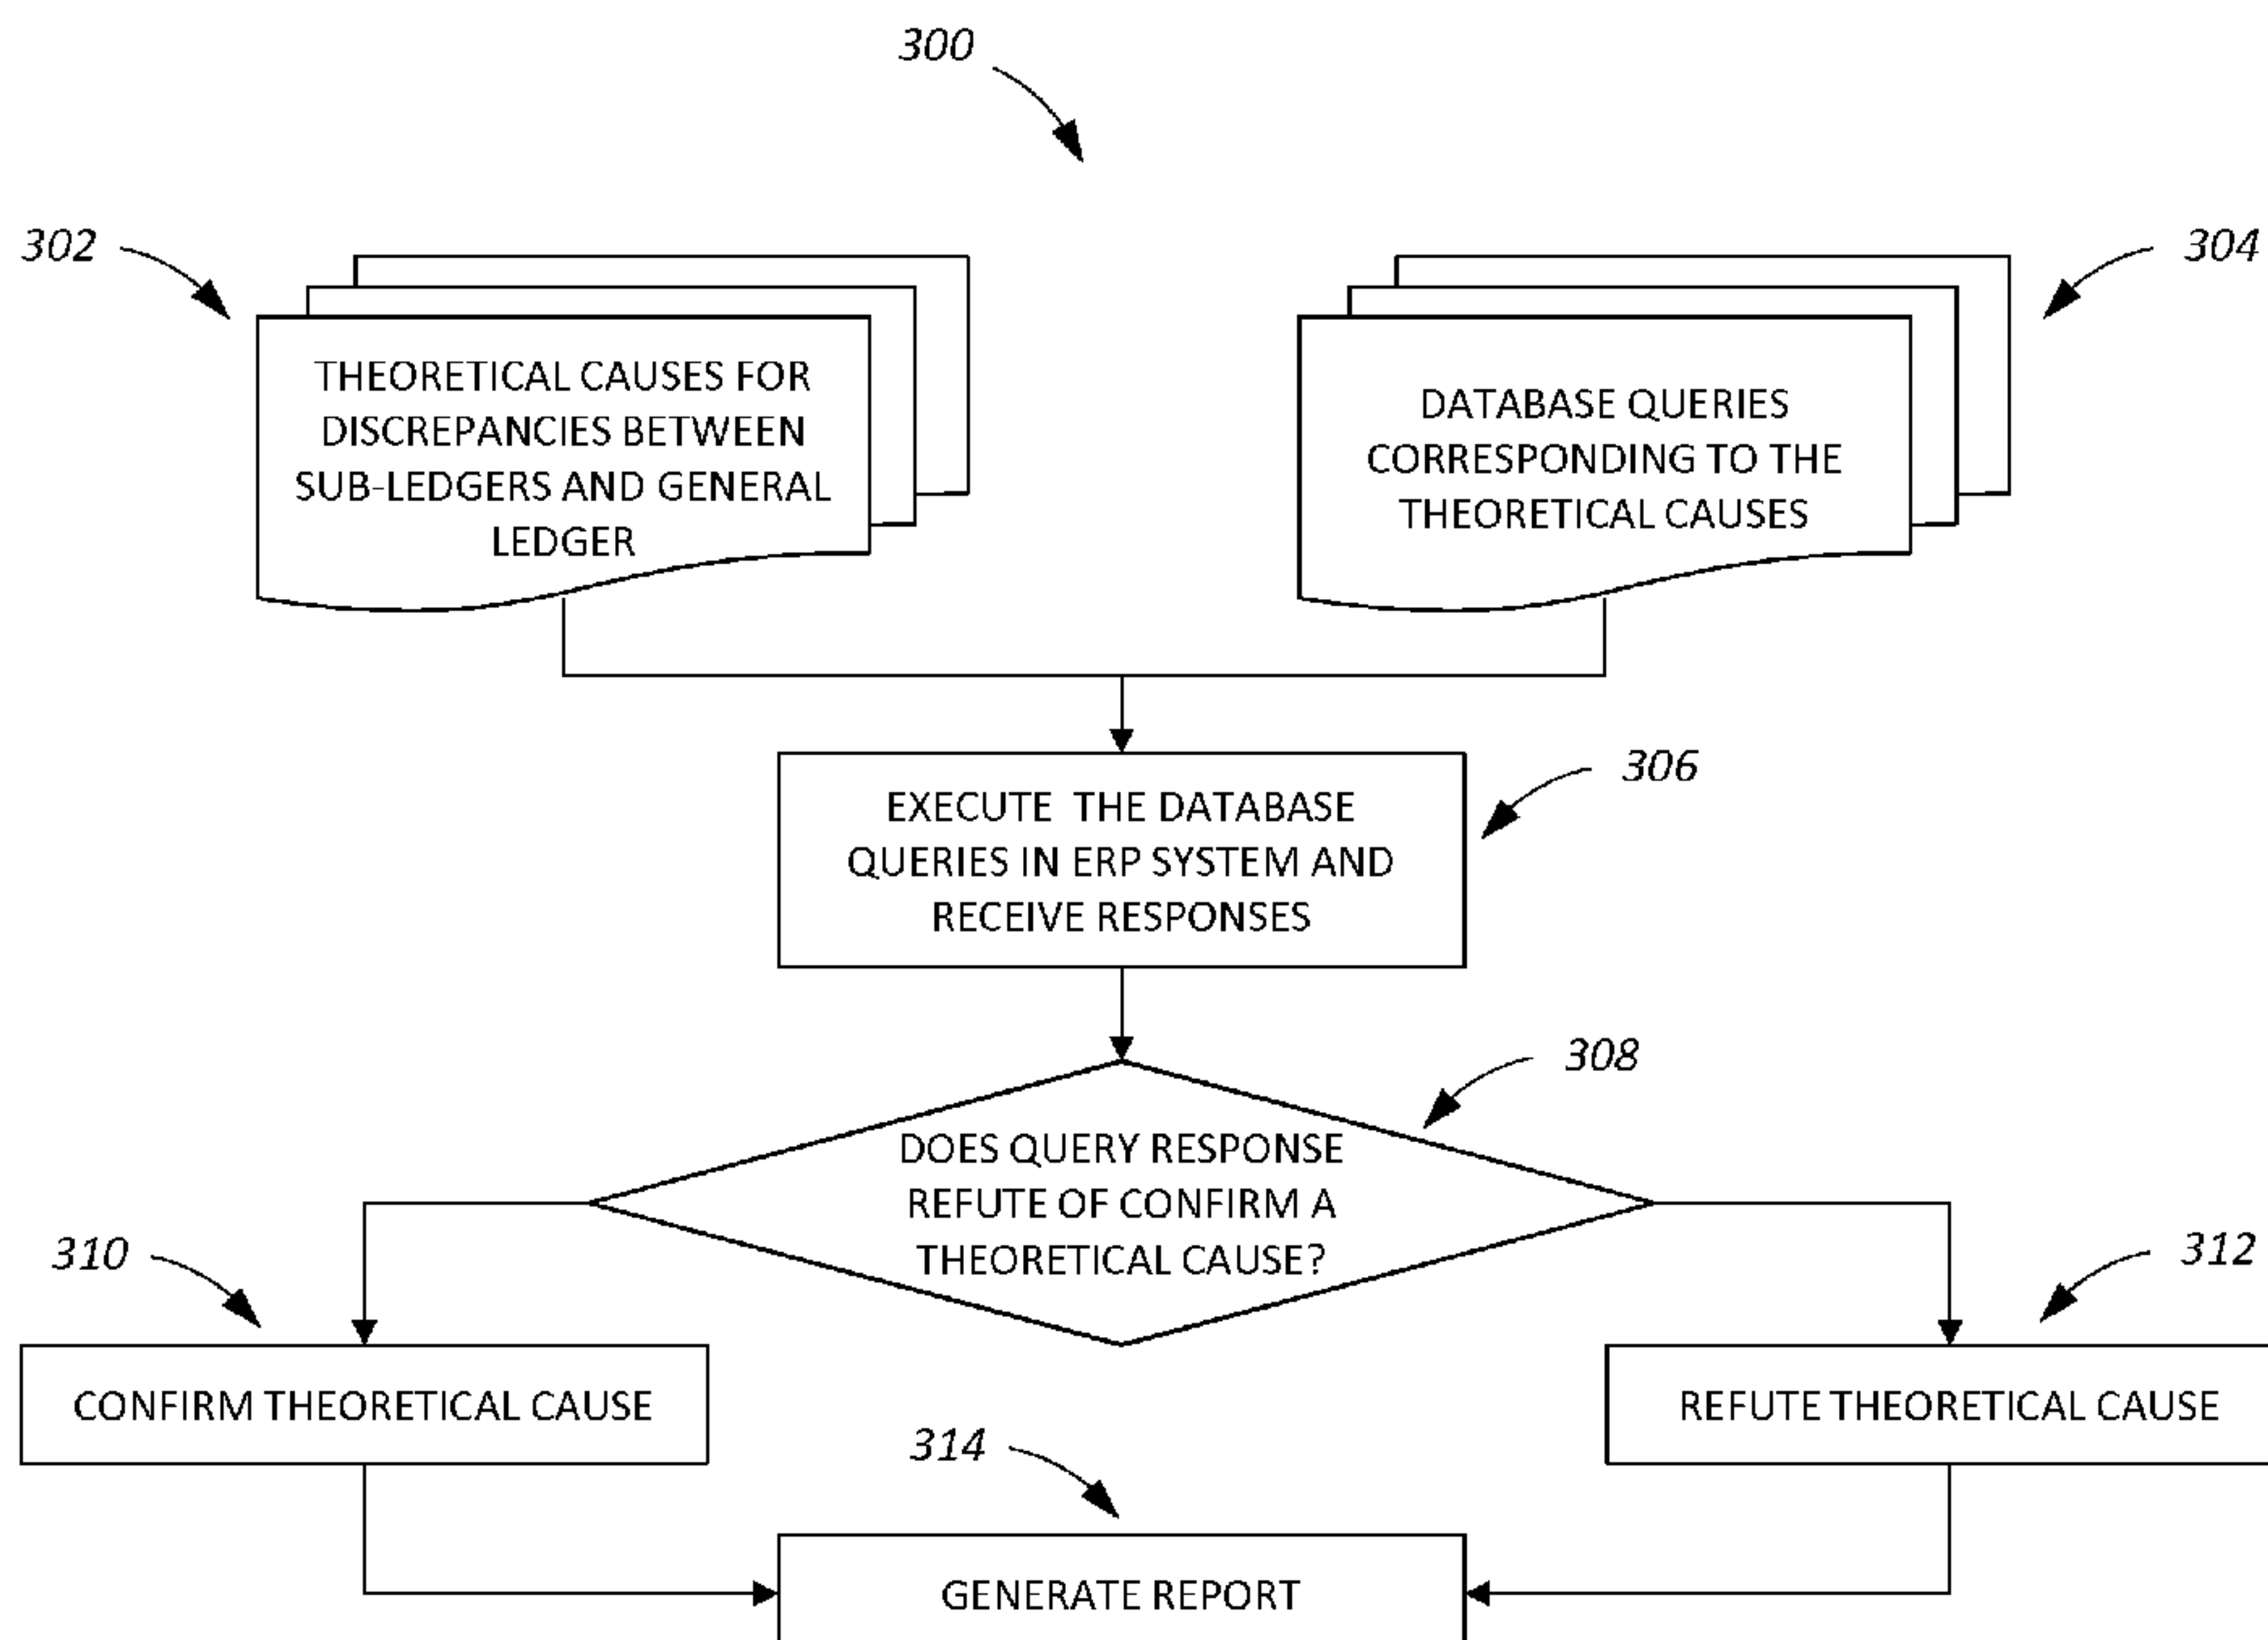 300
302
304
THEORETICAL CAUSES FOR
DISCREPANCIES BETWEEN
SUB-LEDGERS AND GENERAL
LEDGER
DATABASE QUERIES
CORRESPONDING TO THE
THEORETICAL CAUSES
306
EXECUTE THE DATABASE
QUERIES IN ERP SYSTEM AND
RECEIVE RESPONSES
308
DOES QUERY RESPONSE
REFUTE OF CONFIRM A
THEORETICAL CAUSE?
310
312
CONFIRM THEORETICAL CAUSE
REFUTE THEORETICAL CAUSE
314
GENERATE REPORT